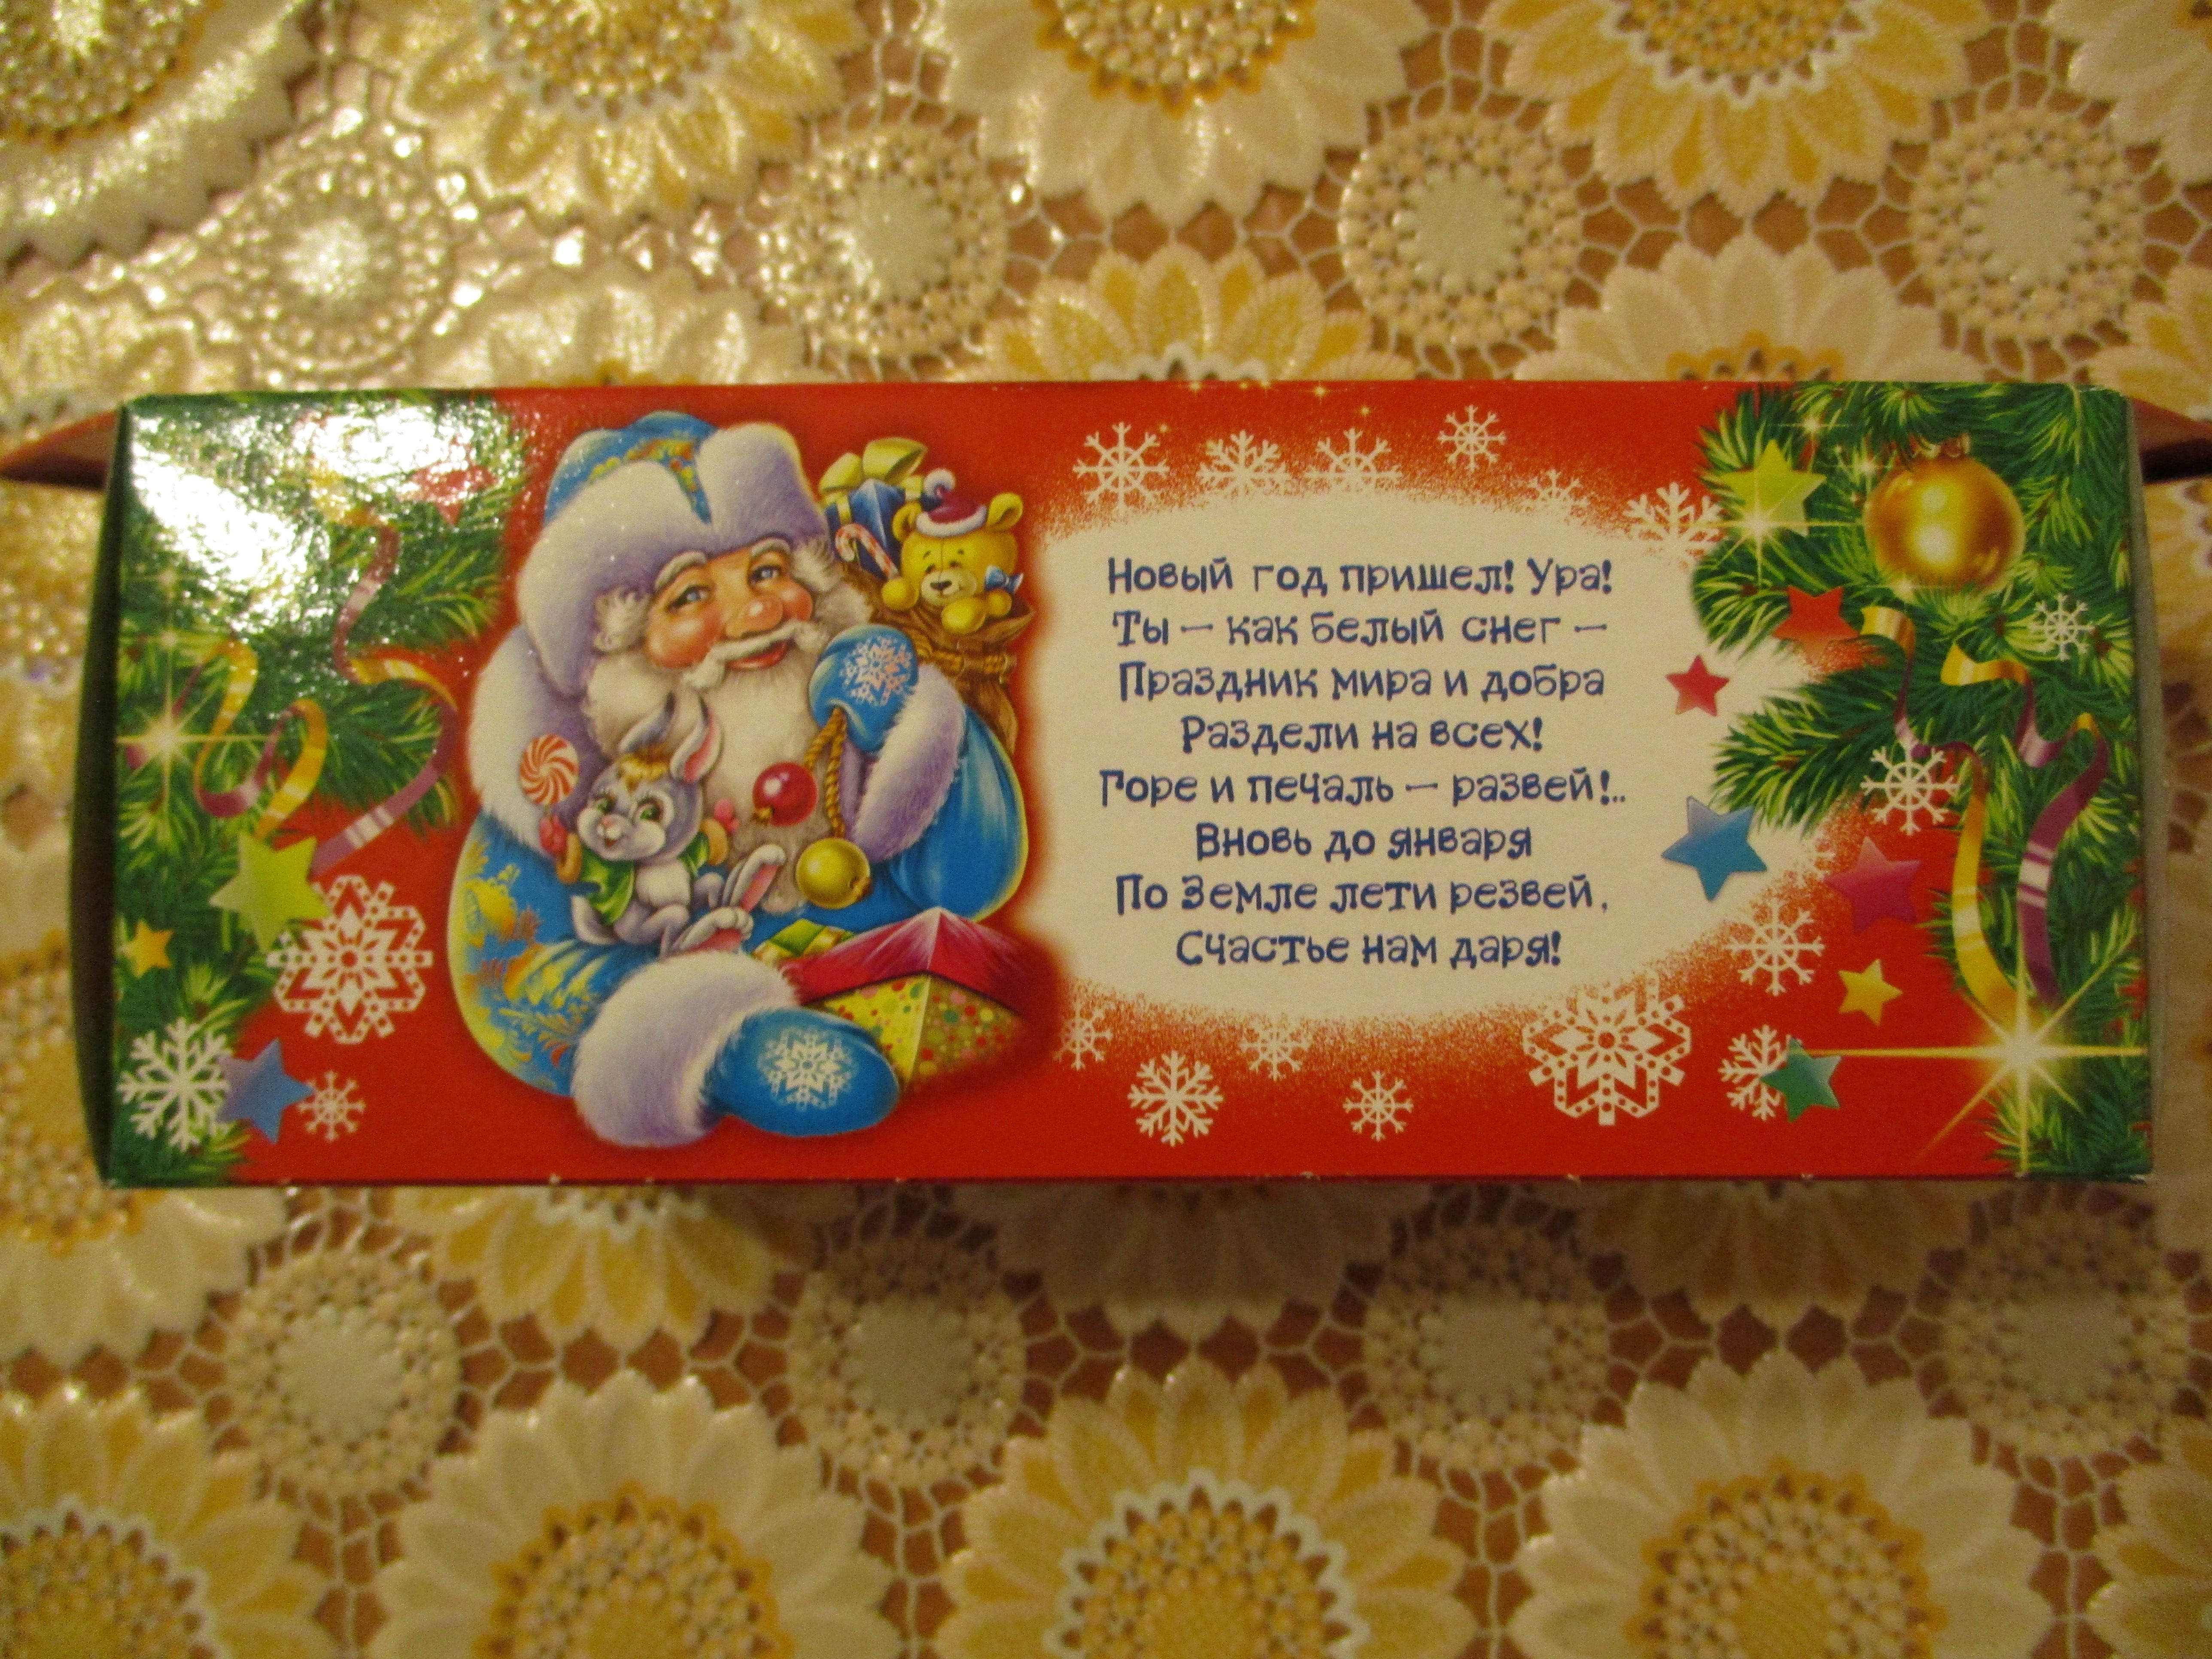 Новый год пришел! Ура!
Ты — как белый снег —
Праздник мира и добра
Раздели на всех!
Горе и печаль — развей!..
Вновь до января
По Земле лети резвей,
Счастье нам даря!